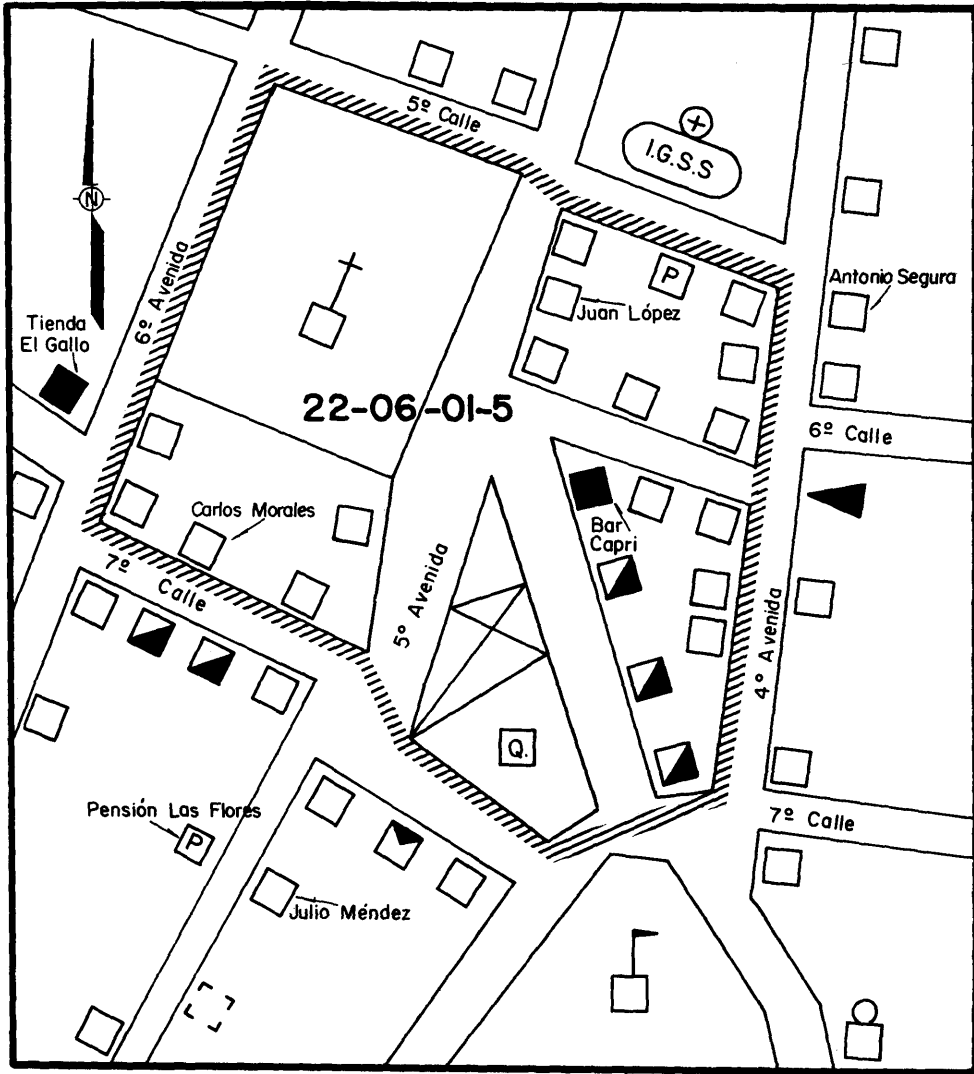 5º Calle
I.G.S.S
N
6º Avenida
P
Antonio Segura
Juan López
Tienda
El Gallo
22-06-01-5
6º Calle
Carlos Morales
Bar
Capri
7º Calle
5º Avenida
4º Avenida
Q.
Pensión Las Flores
P
7º Calle
Julio Méndez